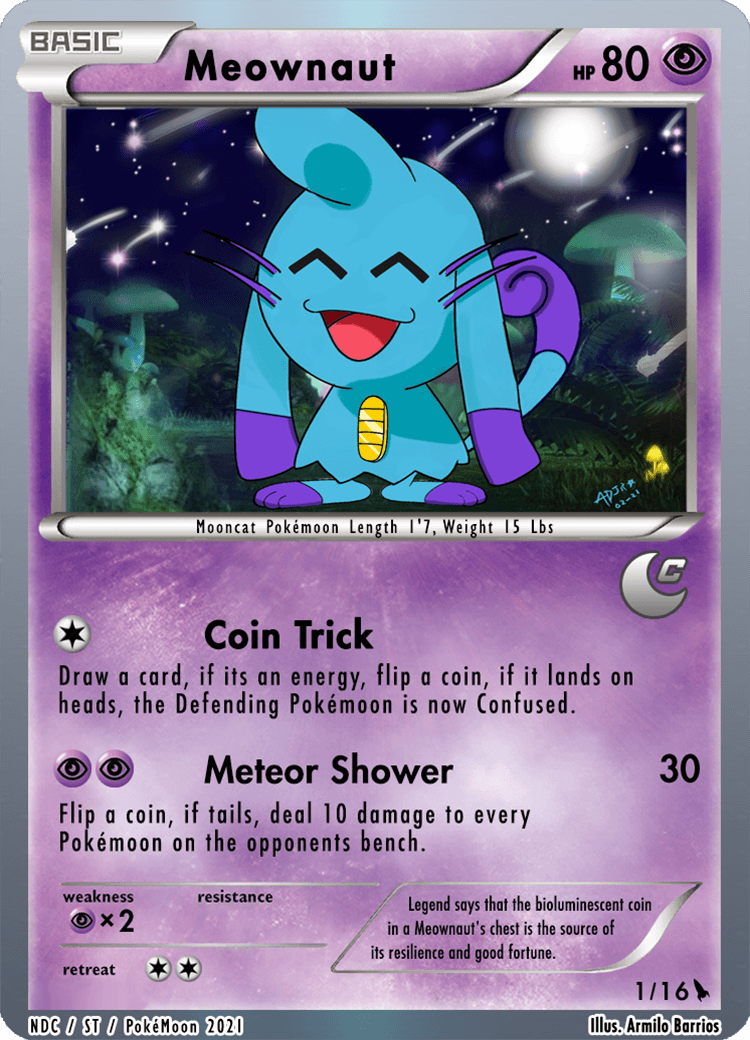 BASIC
Meownaut
HP 80
ADJR
02-21
Mooncat Pokémoon Length 1'7, Weight 15 Lbs
C
Coin Trick
Draw a card, if its an energy, flip a coin, if it lands on
heads, the Defending Pokémoon is now Confused.
Meteor Shower 30
Flip a coin, if tails, deal 10 damage to every
Pokémoon on the opponents bench.
weakness resistance
×2
retreat
Legend says that the bioluminescent coin
in a Meownaut's chest is the source of
its resilience and good fortune.
1/16
NDC / ST / PokéMoon 2021
Illus. Armilo Barrios